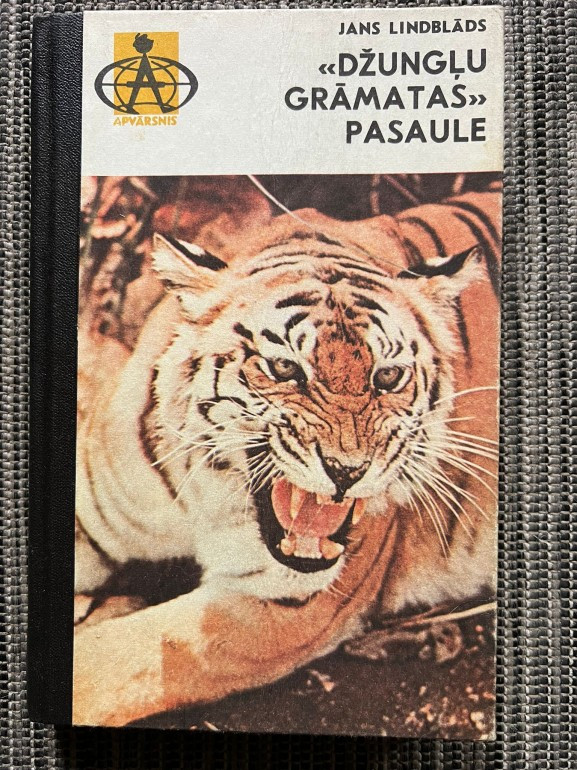 JANS LINDBLĀDS
«DŽUNGĻU
GRĀMATAS»
PASAULE
A
APVĀRSNIS